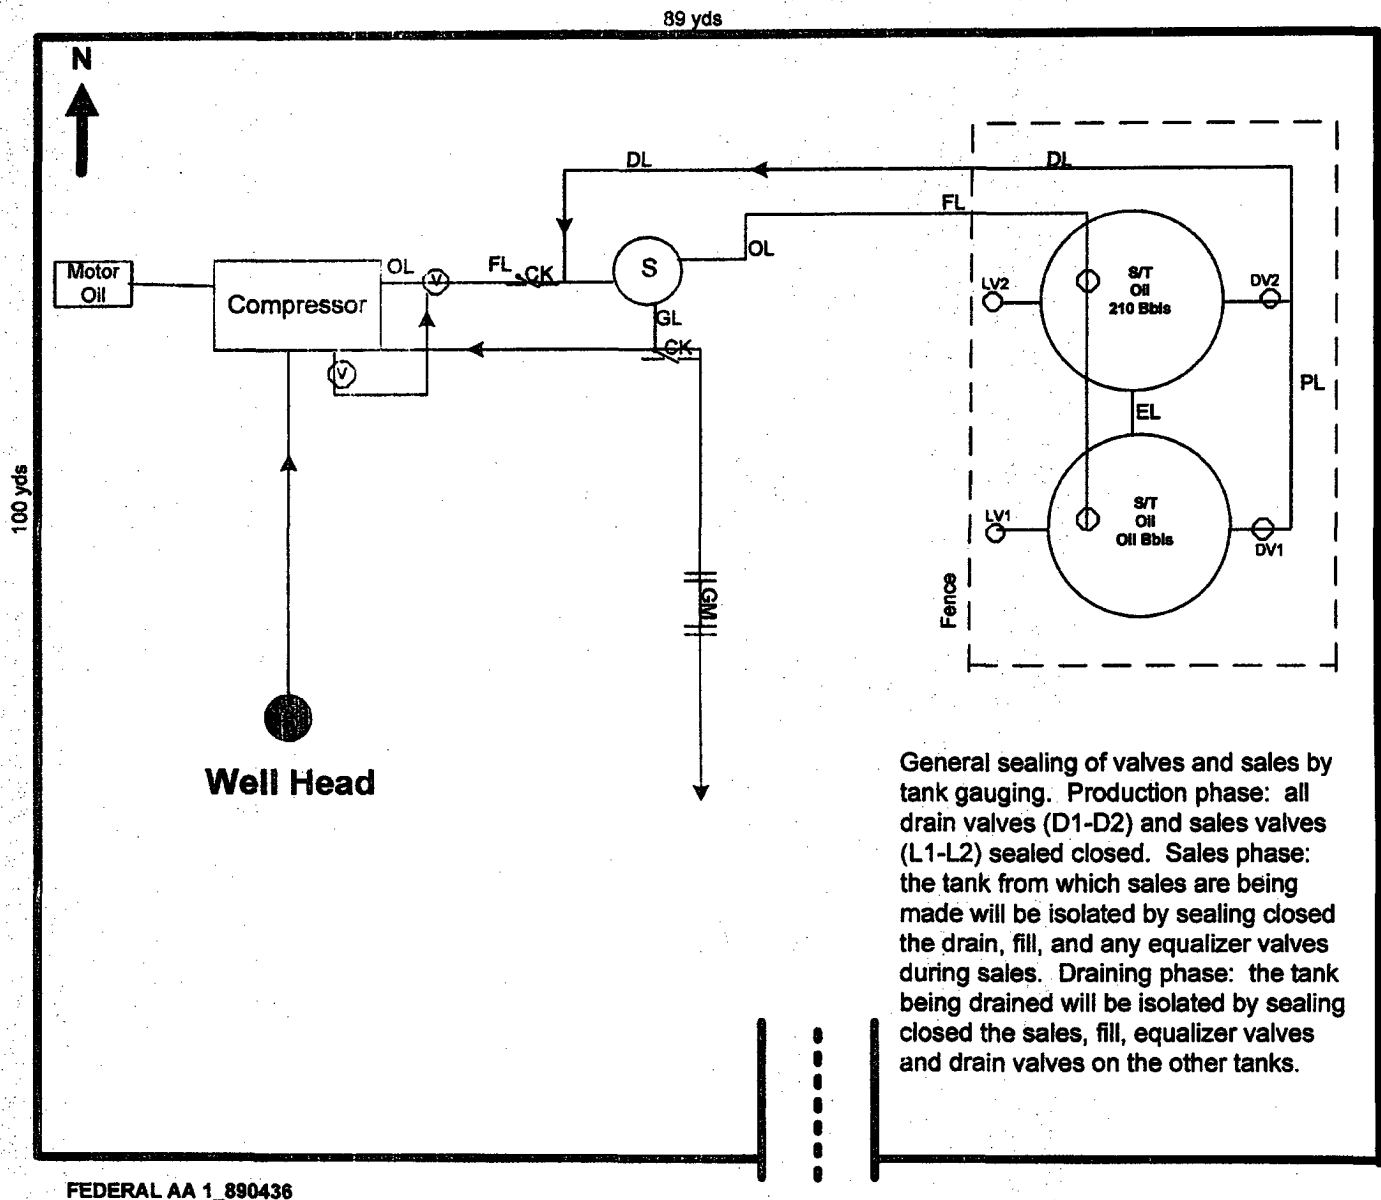 89 yds
N
DL
DL
FL
OL
S
Motor
Oil
OL
V
FL
CK
Compressor
GL
CK
V
S/T
Oil
210 Bbls
LV2
DV2
PL
EL
100 yds
S/T
Oil
Oil Bbls
LV1
DV1
GM
Fence
Well Head
General sealing of valves and sales by
tank gauging. Production phase: all
drain valves (D1-D2) and sales valves
(L1-L2) sealed closed. Sales phase:
the tank from which sales are being
made will be isolated by sealing closed
the drain, fill, and any equalizer valves
during sales. Draining phase: the tank
being drained will be isolated by sealing
closed the sales, fill, equalizer valves
and drain valves on the other tanks.
FEDERAL AA 1_890436